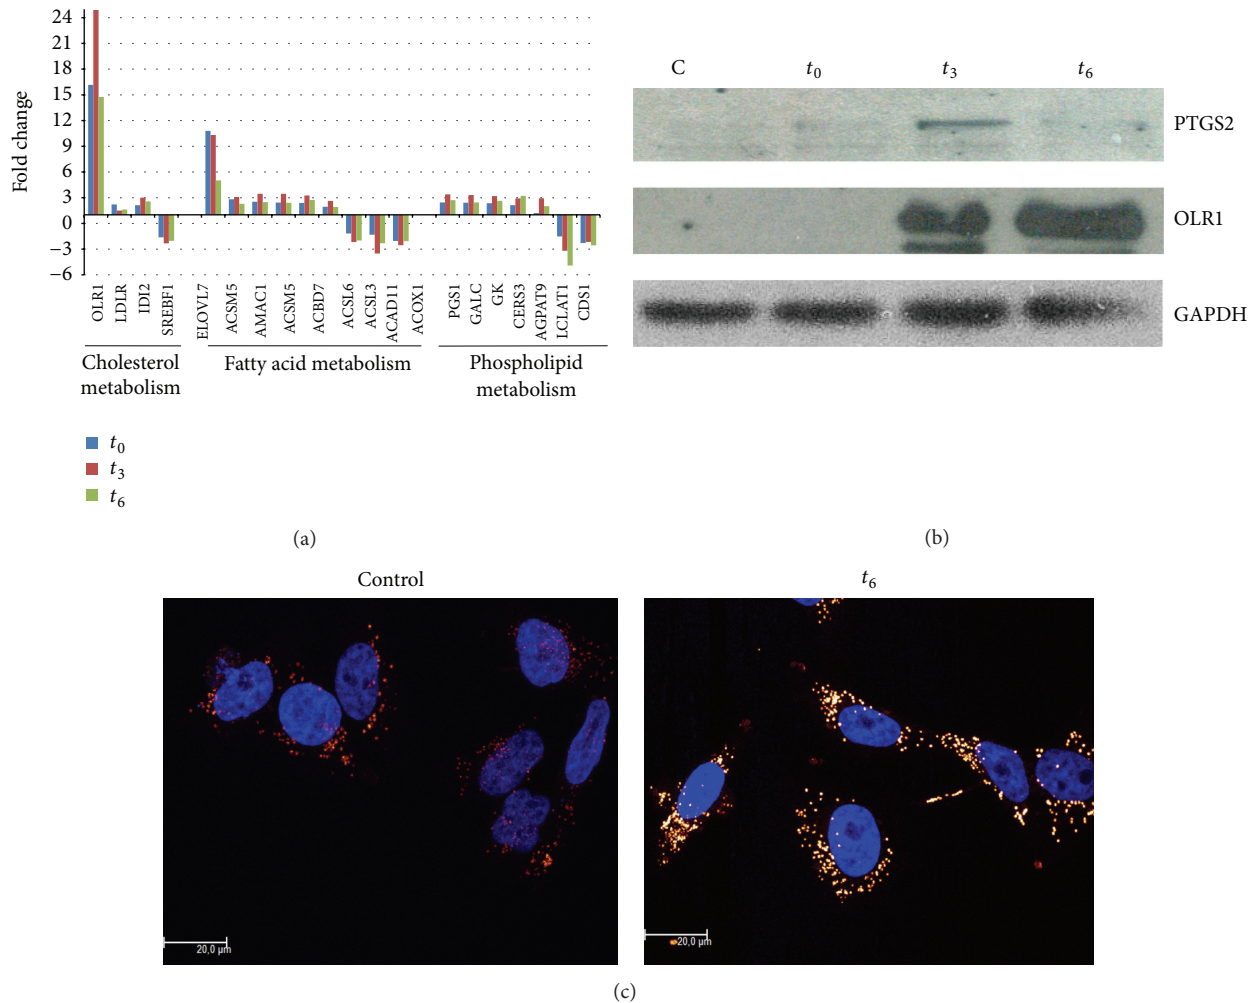 24
21
18
15
12
9
6
3
0
−3
−6
Fold change
OLR1
LDLR
IDI2
SREBF1
ELOVL7
ACSM5
AMAC1
ACSM5
ACBD7
ACSL6
ACSL3
ACAD11
ACOX1
PGS1
GALC
GK
CERS3
AGPAT9
LCLAT1
CDS1
Cholesterol
metabolism
Fatty acid metabolism
Phospholipid
metabolism
t0
t3
t6
(a)
C t0 t3 t6
PTGS2
OLR1
GAPDH
(b)
Control
t6
20,0 µm
20,0 µm
(c)